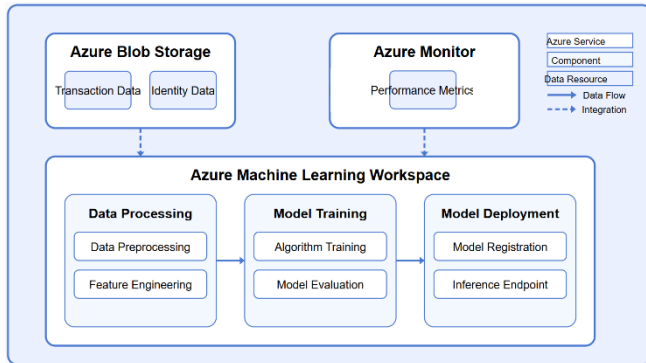 Azure Blob Storage
Transaction Data
Identity Data
Azure Monitor
Performance Metrics
Azure Service
Component
Data Resource
Data Flow
Integration
Azure Machine Learning Workspace
Data Processing
Data Preprocessing
Feature Engineering
Model Training
Algorithm Training
Model Evaluation
Model Deployment
Model Registration
Inference Endpoint